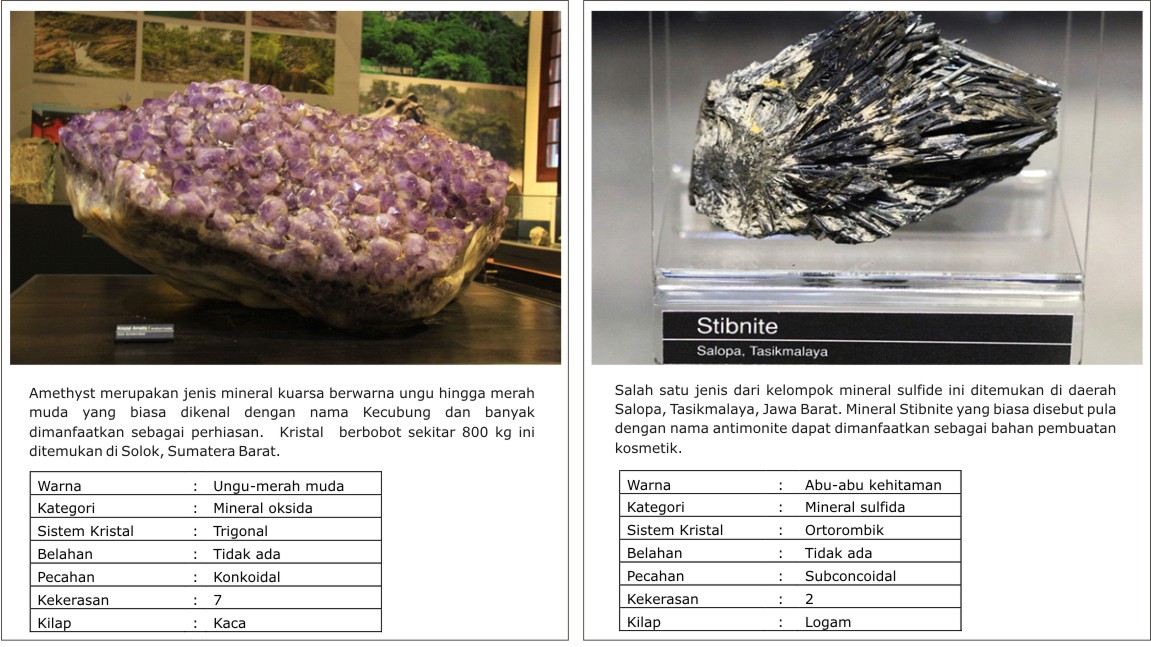 Stibnite
Salopa, Tasikmalaya
Amethyst merupakan jenis mineral kuarsa berwarna ungu hingga merah
muda yang biasa dikenal dengan nama Kecubung dan banyak
dimanfaatkan sebagai perhiasan. Kristal berbobot sekitar 800 kg ini
ditemukan di Solok, Sumatera Barat.
Warna : Ungu-merah muda
Kategori : Mineral oksida
Sistem Kristal : Trigonal
Belahan : Tidak ada
Pecahan : Konkoidal
Kekerasan : 7
Kilap : Kaca
Salah satu jenis dari kelompok mineral sulfide ini ditemukan di daerah
Salopa, Tasikmalaya, Jawa Barat. Mineral Stibnite yang biasa disebut pula
dengan nama antimonite dapat dimanfaatkan sebagai bahan pembuatan
kosmetik.
Warna : Abu-abu kehitaman
Kategori : Mineral sulfida
Sistem Kristal : Ortorombik
Belahan : Tidak ada
Pecahan : Subconcoidal
Kekerasan : 2
Kilap : Logam